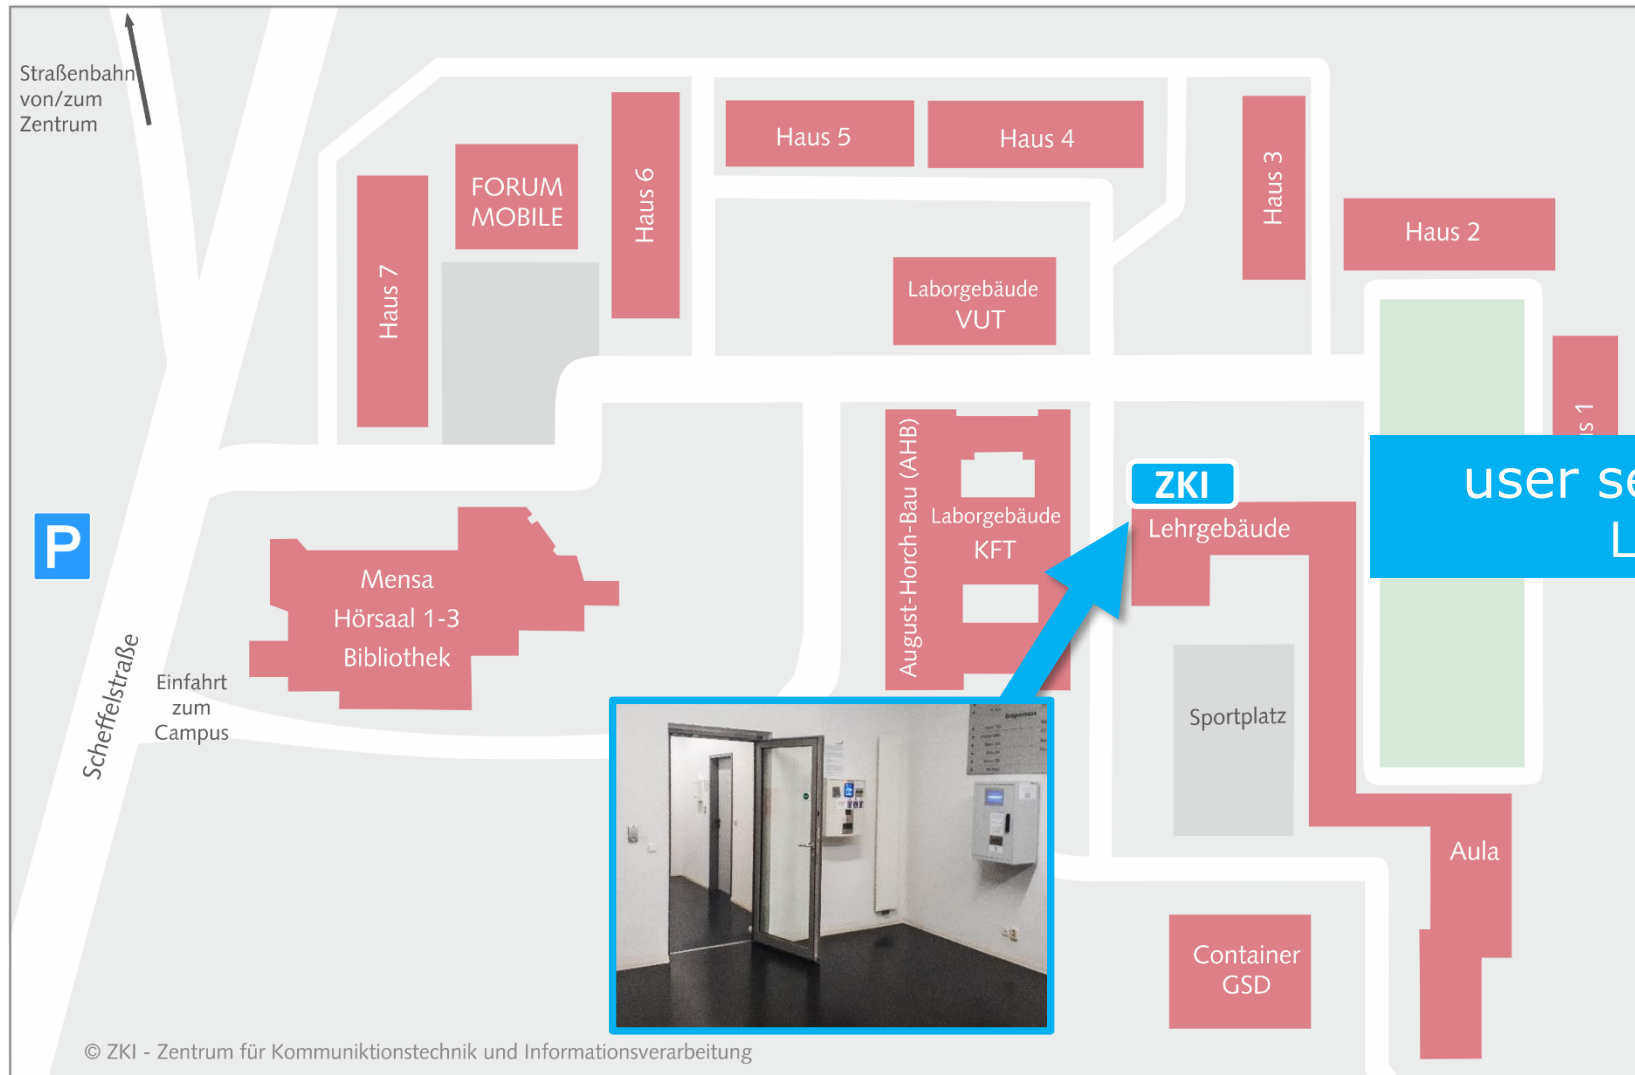 Straßenbahn
von/zum
Zentrum
Haus 5
Haus 4
Haus 3
Haus 6
FORUM
MOBILE
Haus 2
Haus 7
Laborgebäude
VUT
August-Horch-Bau (AHB)
ZKI
user
Laborgebäude
KFT
Lehrgebäude
P
Mensa
Hörsaal 1-3
Bibliothek
Scheffelstraße
Einfahrt
zum
Campus
Sportplatz
Aula
Container
GSD
© ZKI - Zentrum für Kommuniktionstechnik und Informationsverarbeitung